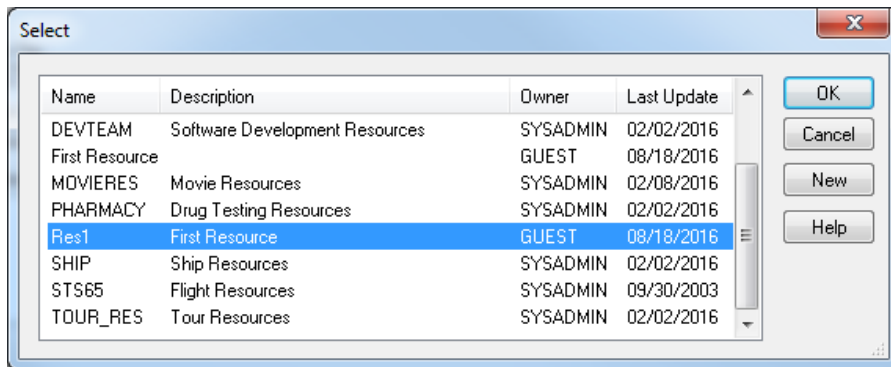 Select
Name Description Owner Last Update
DEVTEAM Software Development Resources SYSADMIN 02/02/2016
First Resource GUEST 08/18/2016
MOVIERES Movie Resources SYSADMIN 02/08/2016
PHARMACY Drug Testing Resources SYSADMIN 02/02/2016
Res1 First Resource GUEST 08/18/2016
SHIP Ship Resources SYSADMIN 02/02/2016
STS65 Flight Resources SYSADMIN 09/30/2003
TOUR_RES Tour Resources SYSADMIN 02/02/2016
OK
Cancel
New
Help